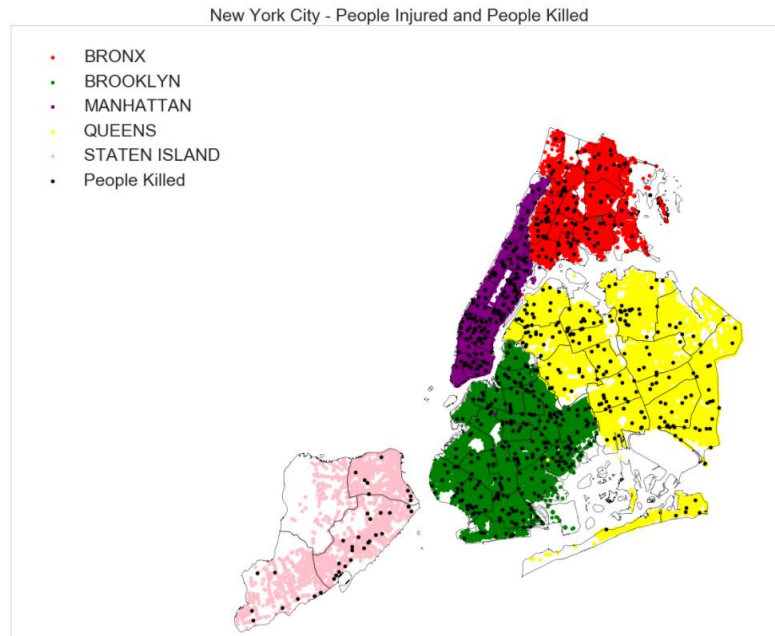 New York City - People Injured and People Killed
BRONX
BROOKLYN
MANHATTAN
QUEENS
STATEN ISLAND
People Killed